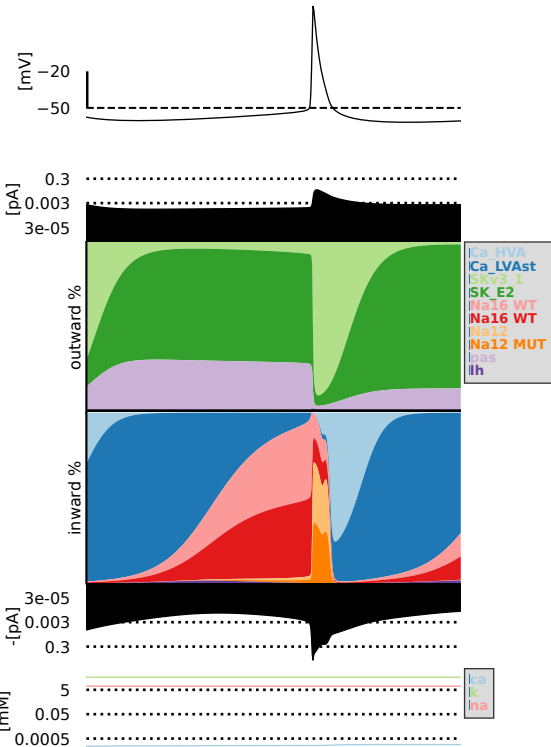 [mV]
−20
−50
[pA]
0.3
0.003
3e-05
outward %
Ca_HVA
Ca_LVAst
SKv3_1
SK_E2
Na16 WT
Na16 WT
Na12
Na12 MUT
pas
Ih
inward %
-[pA]
3e-05
0.003
0.3
[mM]
5
0.05
0.0005
ca
k
na